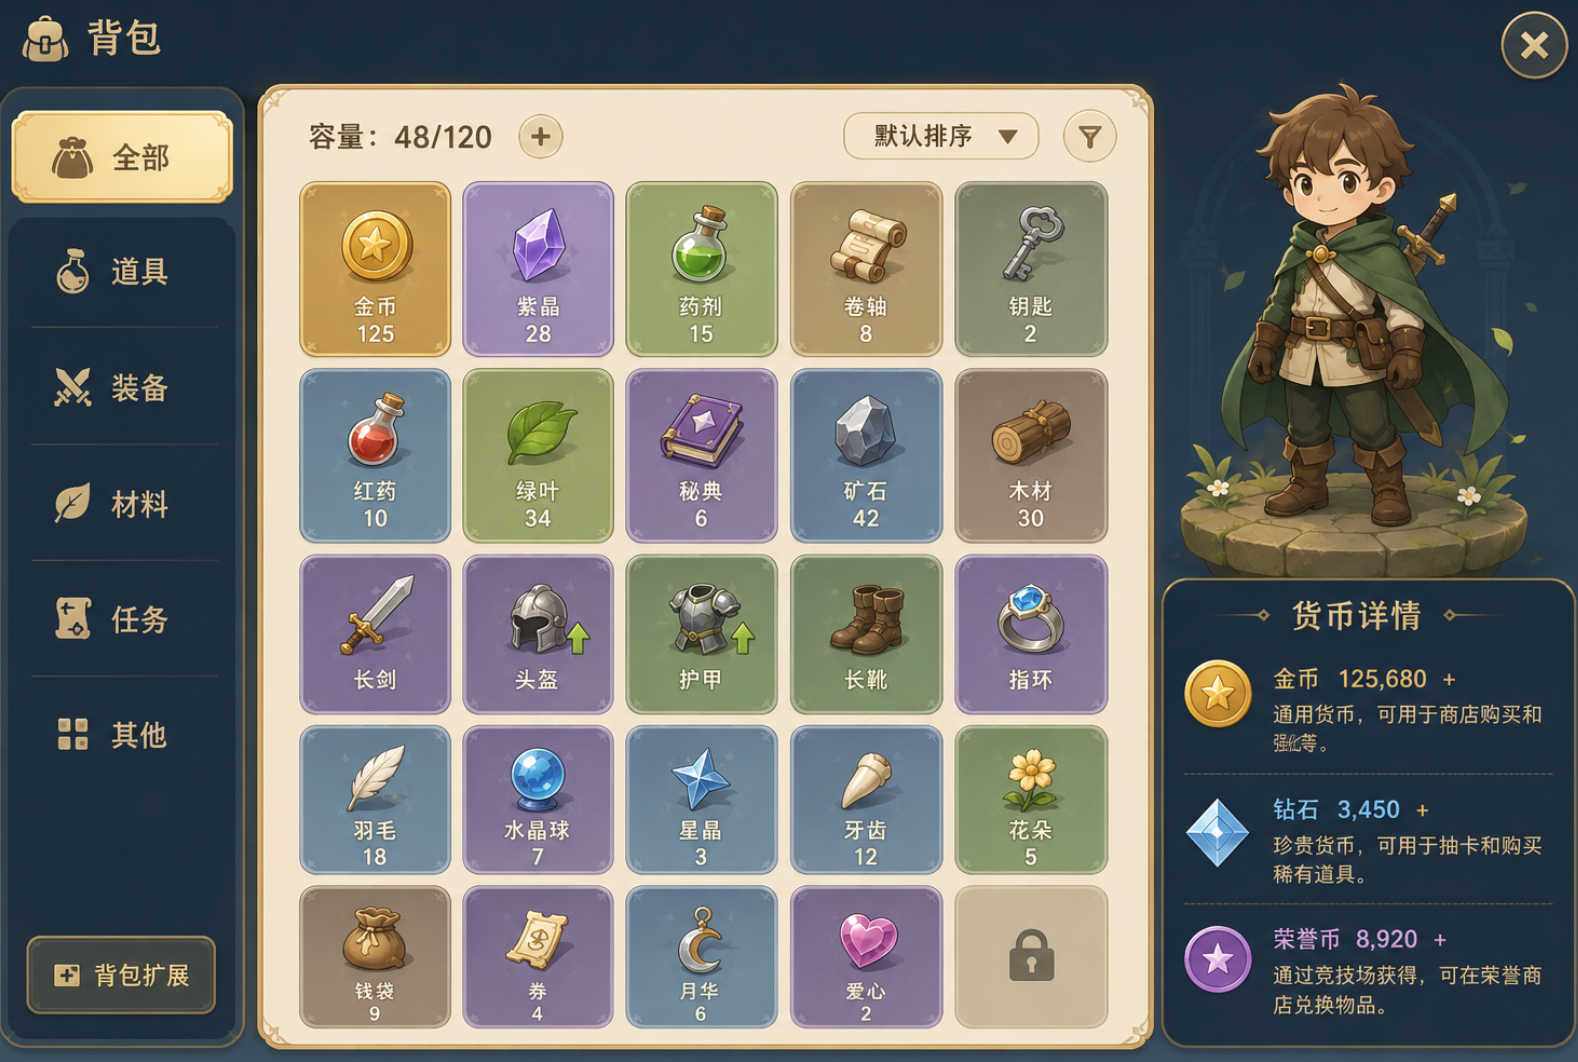 背包
全部
道具
装备
材料
任务
其他
背包扩展
容量：48/120 +
默认排序
金币
125
紫晶
28
药剂
15
卷轴
8
钥匙
2
红药
10
绿叶
34
秘典
6
矿石
42
木材
30
长剑
头盔
护甲
长靴
指环
羽毛
18
水晶球
7
星晶
3
牙齿
12
花朵
5
钱袋
9
券
4
月华
6
爱心
2
货币详情
金币 125,680 +
通用货币，可用于商店购买和
强化等。
钻石 3,450 +
珍贵货币，可用于抽卡和购买
稀有道具。
荣誉币 8,920 +
通过竞技场获得，可在荣誉商
店兑换物品。